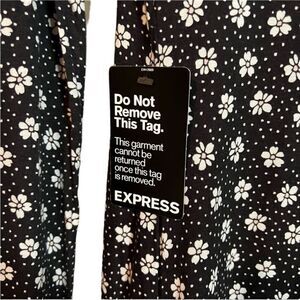 Do Not
Remove
This Tag.
This garment
cannot be
returned
once this tag
is removed.
EXPRESS